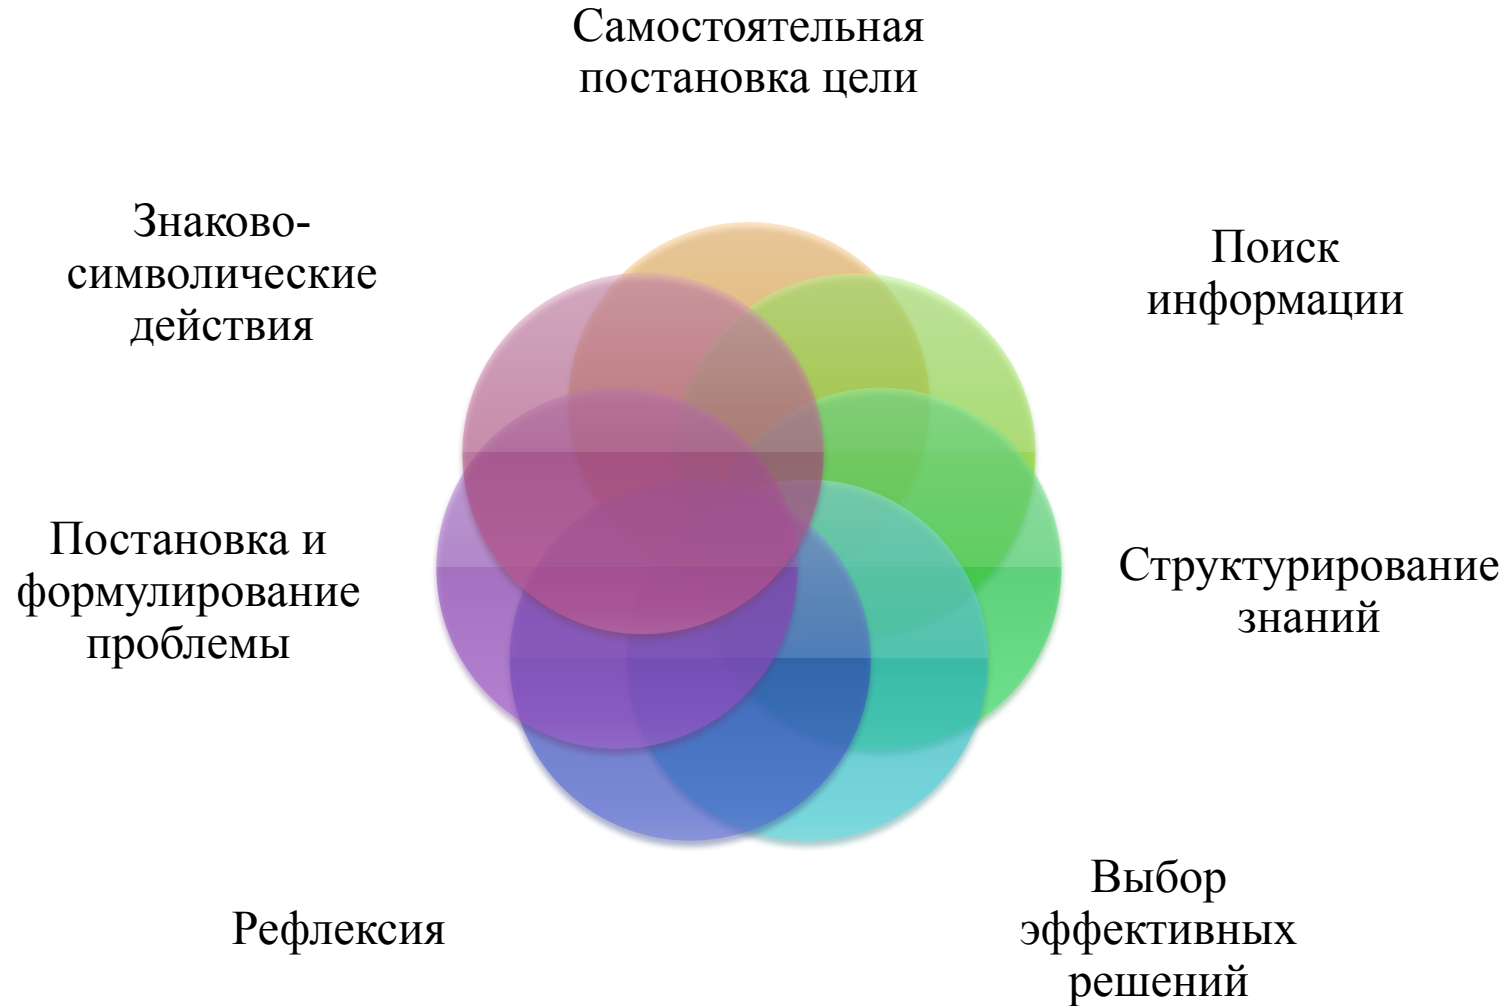 Самостоятельная
постановка цели
Поиск
информации
Структурирование
знаний
Выбор
эффективных
решений
Рефлексия
Постановка и
формулирование
проблемы
Знаково-
символические
действия